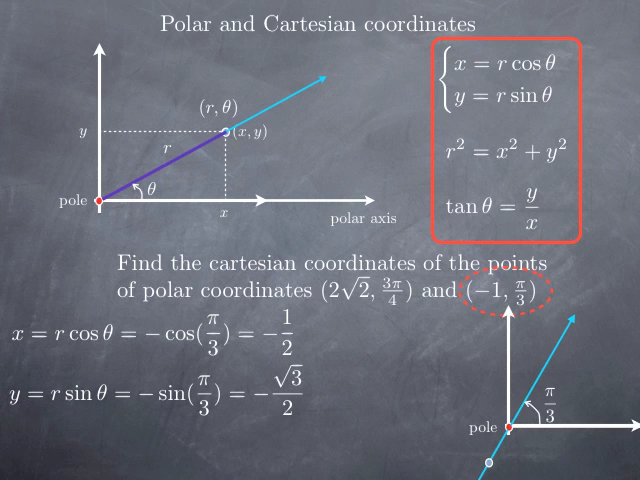 Polar and Cartesian coordinates
(r, θ)
y
(x, y)
r
θ
pole
x
polar axis
x = r cos θ
y = r sin θ
r² = x² + y²
tan θ = y/x
Find the cartesian coordinates of the points
of polar coordinates (2√2, 3π/4) and (−1, π/3)
x = r cos θ = − cos(π/3) = −1/2
y = r sin θ = − sin(π/3) = −√3/2
π/3
pole